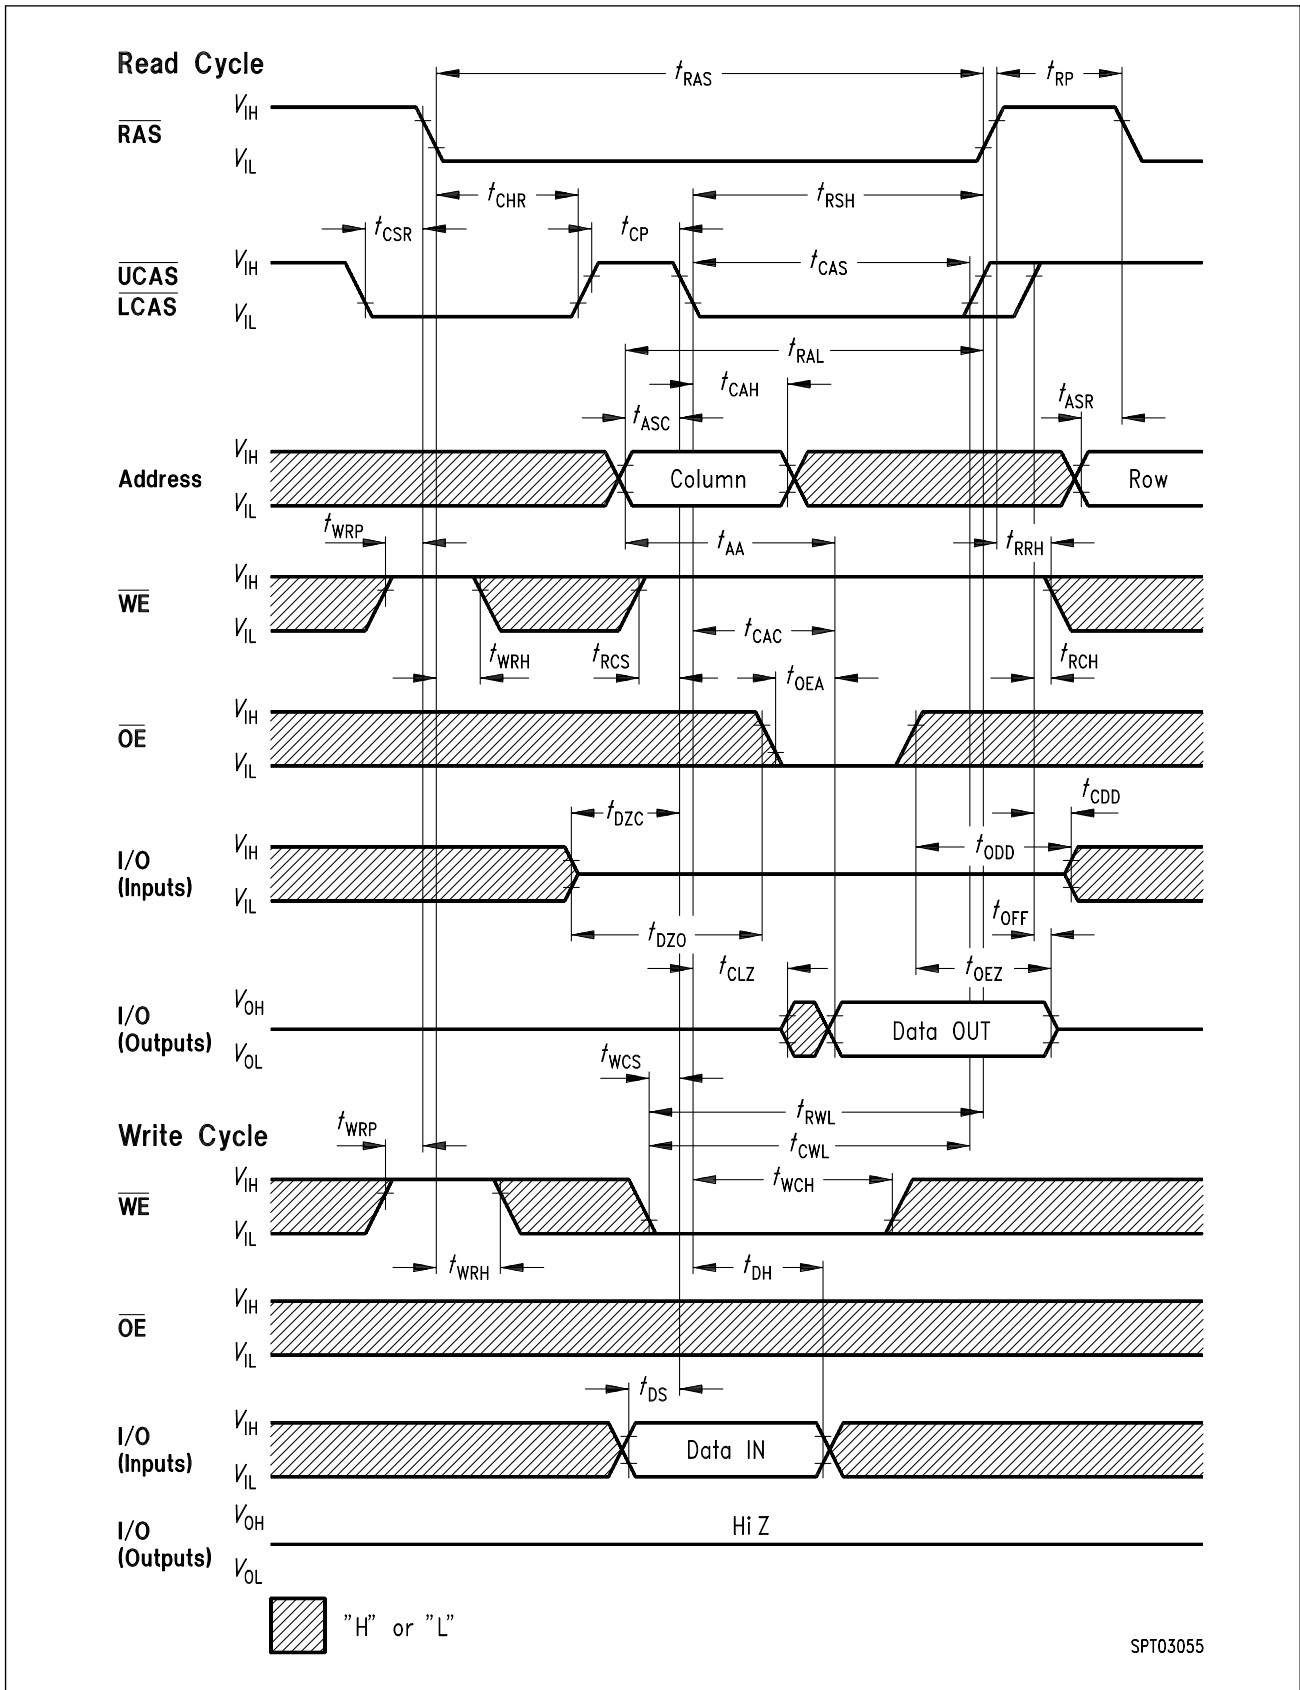 Read Cycle
tRAS
tRP
RAS
VIH
VIL
tCHR
tRSH
tCSR
tCP
tCAS
UCAS
LCAS
VIH
VIL
tRAL
tCAH
tASC
tASR
Address
VIH
VIL
Column
Row
tWRP
tAA
tRRH
WE
VIH
VIL
tCAC
tWRH
tRCS
tOEA
tRCH
OE
VIH
VIL
tDZC
tCDD
tODD
I/O
(Inputs)
VIH
VIL
tDZO
tOFF
tCLZ
tOEZ
I/O
(Outputs)
VOH
VOL
Data OUT
tWCS
tRWL
Write Cycle
tWRP
tCWL
tWCH
WE
VIH
VIL
tWRH
tDH
OE
VIH
VIL
tDS
I/O
(Inputs)
VIH
VIL
Data IN
I/O
(Outputs)
VOH
VOL
Hi Z
"H" or "L"
SPT03055